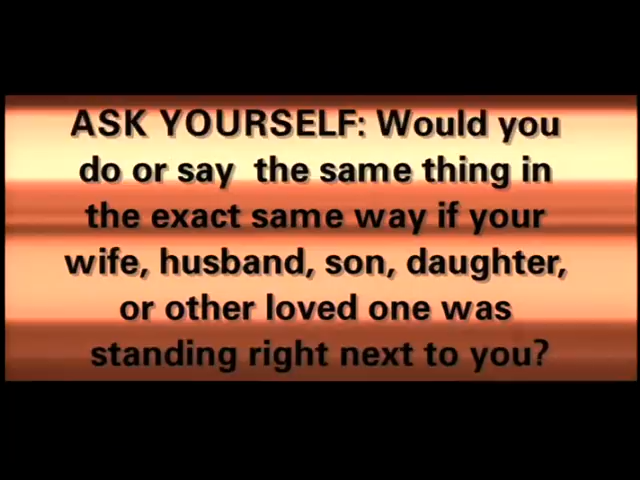 ASK YOURSELF: Would you
do or say the same thing in
the exact same way if your
wife, husband, son, daughter,
or other loved one was
standing right next to you?